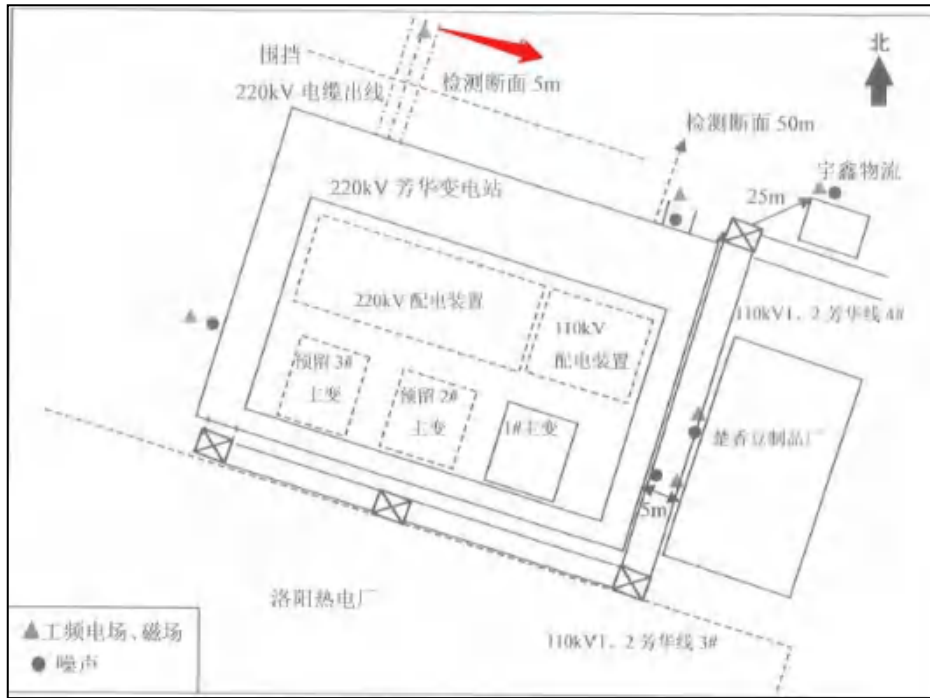 北
围挡
220kV 电缆出线
检测断面 5m
检测断面 50m
宇鑫物流
25m
220kV 芳华变电站
220kV 配电装置
110kV
配电装置
110kV1、2 芳华线 4#
预留 3#
主变
预留 2#
主变
1#主变
楚香豆制品厂
5m
洛阳热电厂
110kV1、2 芳华线 3#
▲工频电场、磁场
●噪声